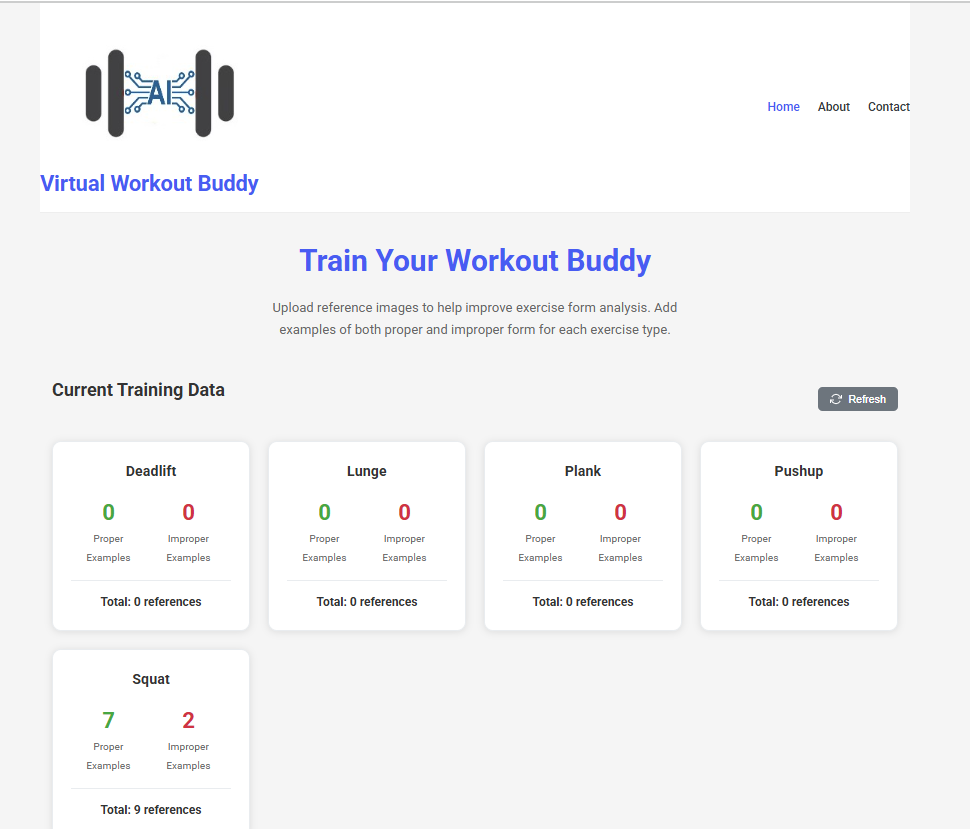 AI
Home About Contact
Virtual Workout Buddy
Train Your Workout Buddy
Upload reference images to help improve exercise form analysis. Add
examples of both proper and improper form for each exercise type.
Current Training Data
Refresh
Deadlift
0 0
Proper Improper
Examples Examples
Total: 0 references
Lunge
0 0
Proper Improper
Examples Examples
Total: 0 references
Plank
0 0
Proper Improper
Examples Examples
Total: 0 references
Pushup
0 0
Proper Improper
Examples Examples
Total: 0 references
Squat
7 2
Proper Improper
Examples Examples
Total: 9 references